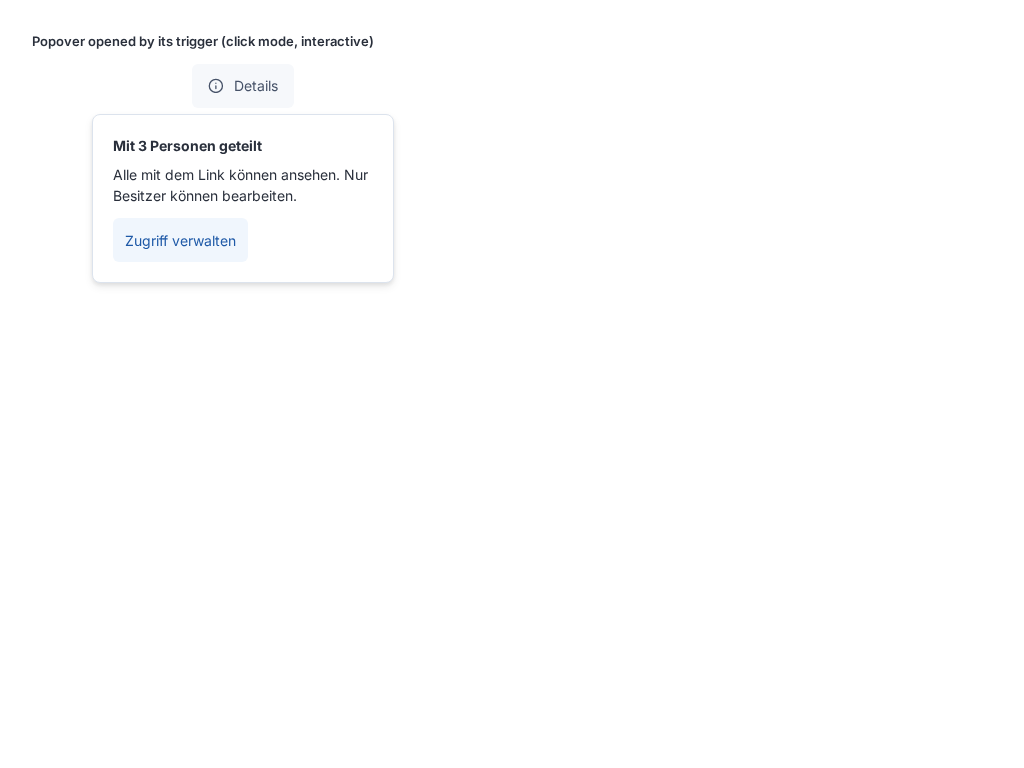 Popover opened by its trigger (click mode, interactive)
Details
Mit 3 Personen geteilt
Alle mit dem Link können ansehen. Nur
Besitzer können bearbeiten.
Zugriff verwalten